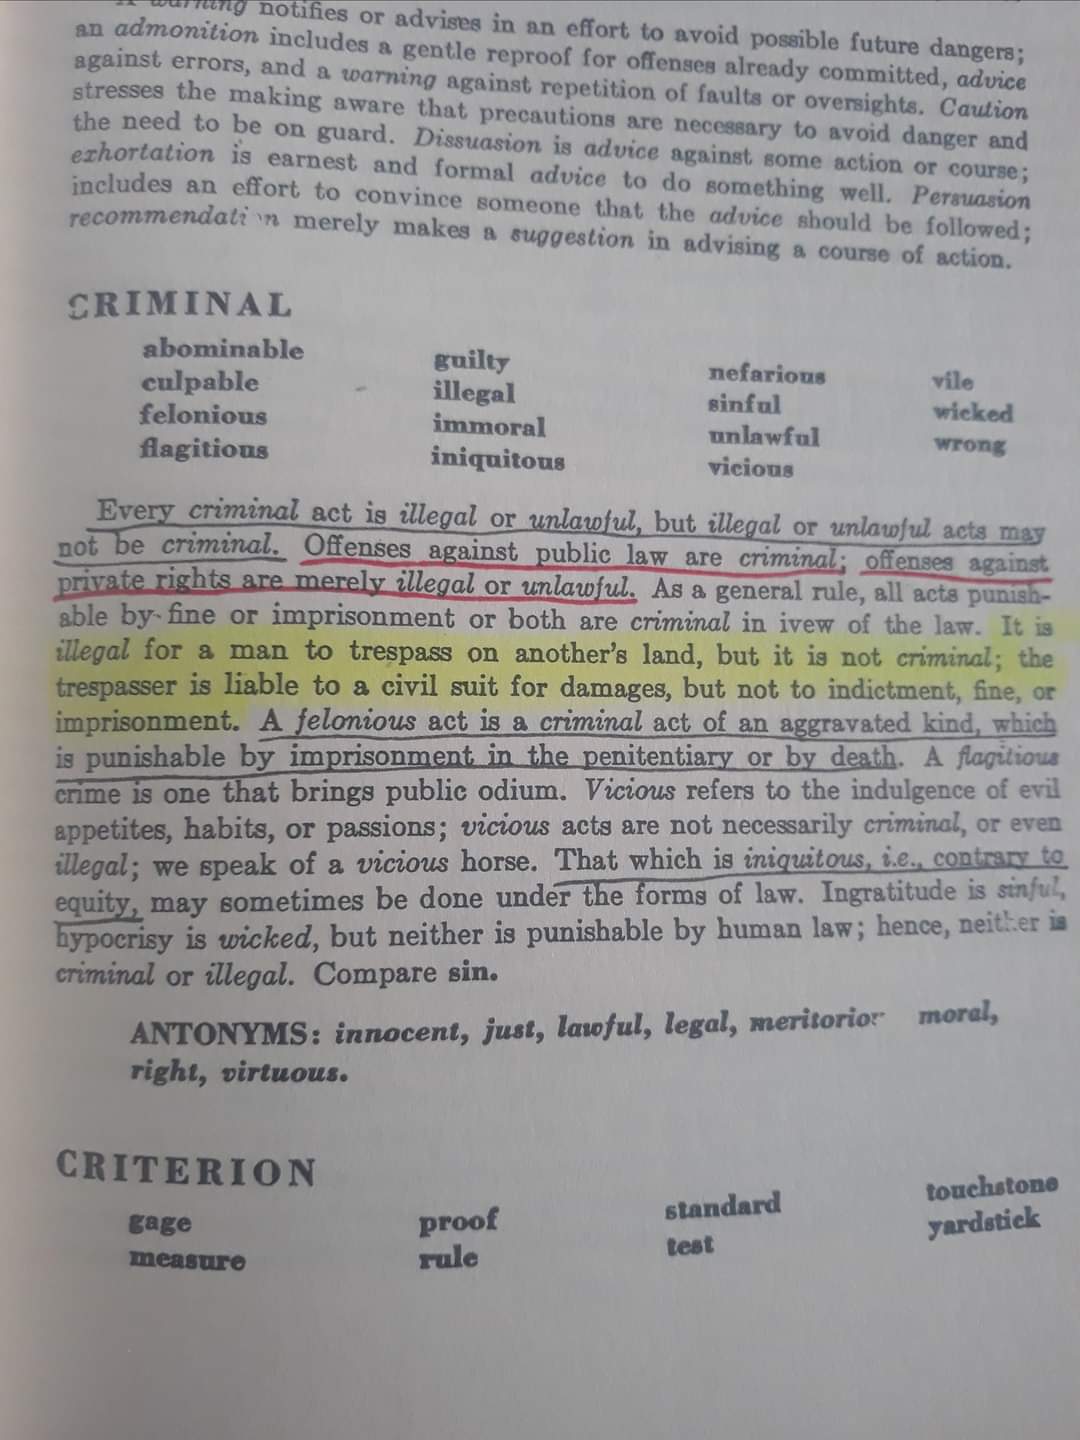 warning notifies or advises in an effort to avoid possible future dangers;
an admonition includes a gentle reproof for offenses already committed, advice
against errors, and a warning against repetition of faults or oversights. Caution
stresses the making aware that precautions are necessary to avoid danger and
the need to be on guard. Dissuasion is advice against some action or course;
exhortation is earnest and formal advice to do something well. Persuasion
includes an effort to convince someone that the advice should be followed;
recommendati n merely makes a suggestion in advising a course of action.
CRIMINAL
abominable guilty nefarious vile
culpable illegal sinful wicked
felonious immoral unlawful wrong
flagitious iniquitous vicious
Every criminal act is illegal or unlawful, but illegal or unlawful acts may
not be criminal. Offenses against public law are criminal; offenses against
private rights are merely illegal or unlawful. As a general rule, all acts punish-
able by fine or imprisonment or both are criminal in ivew of the law. It is
illegal for a man to trespass on another's land, but it is not criminal; the
trespasser is liable to a civil suit for damages, but not to indictment, fine, or
imprisonment. A felonious act is a criminal act of an aggravated kind, which
is punishable by imprisonment in the penitentiary or by death. A flagitious
crime is one that brings public odium. Vicious refers to the indulgence of evil
appetites, habits, or passions; vicious acts are not necessarily criminal, or even
illegal; we speak of a vicious horse. That which is iniquitous, i.e., contrary to
equity, may sometimes be done under the forms of law. Ingratitude is sinful,
hypocrisy is wicked, but neither is punishable by human law; hence, neither is
criminal or illegal. Compare sin.
ANTONYMS: innocent, just, lawful, legal, meritorio moral,
right, virtuous.
CRITERION
gage proof standard touchstone
measure rule test yardstick